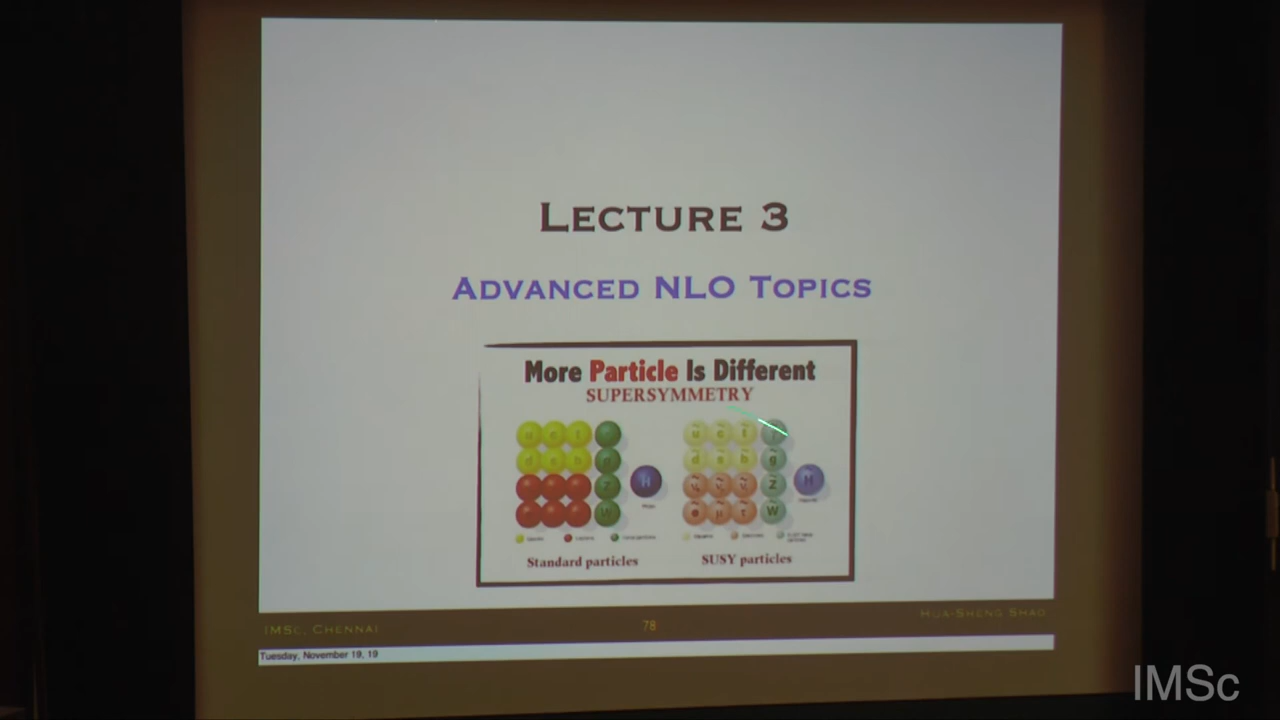 LECTURE 3
ADVANCED NLO TOPICS
More Particle Is Different
SUPERSYMMETRY
u c t
d s b
H
Z
W
ũ c̃ t̃
d̃ s̃ b̃ g̃
Z̃
H̃
e μ τ W̃
Standard particles
SUSY particles
IMSC, CHENNAI
78
HUA-SHENG SHAO
Tuesday, November 19, 19
IMSc